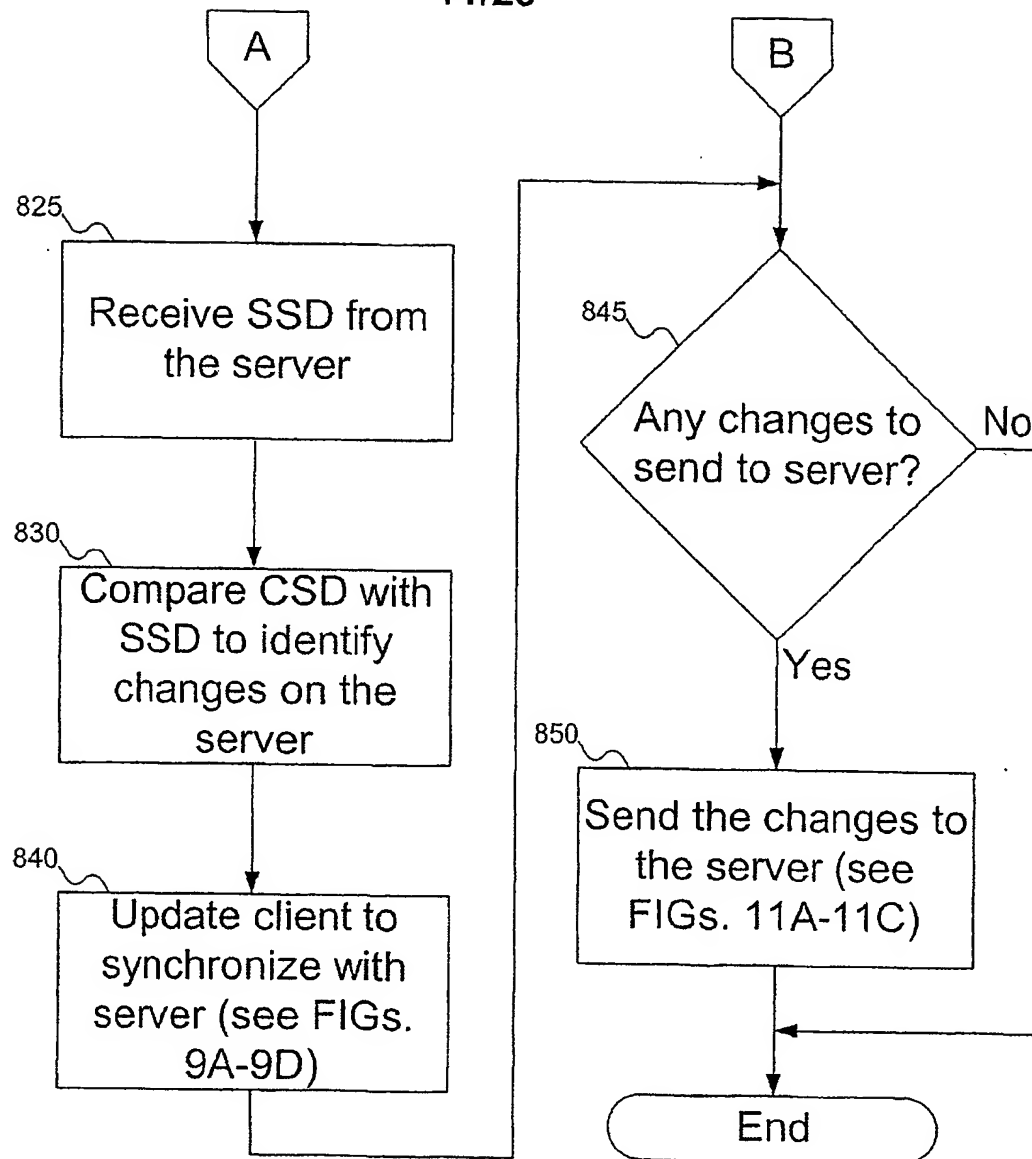 A
825
Receive SSD from
the server
830
Compare CSD with
SSD to identify
changes on the
server
840
Update client to
synchronize with
server (see FIGs.
9A-9D)
B
845
Any changes to
send to server?
No
Yes
850
Send the changes to
the server (see
FIGs. 11A-11C)
End